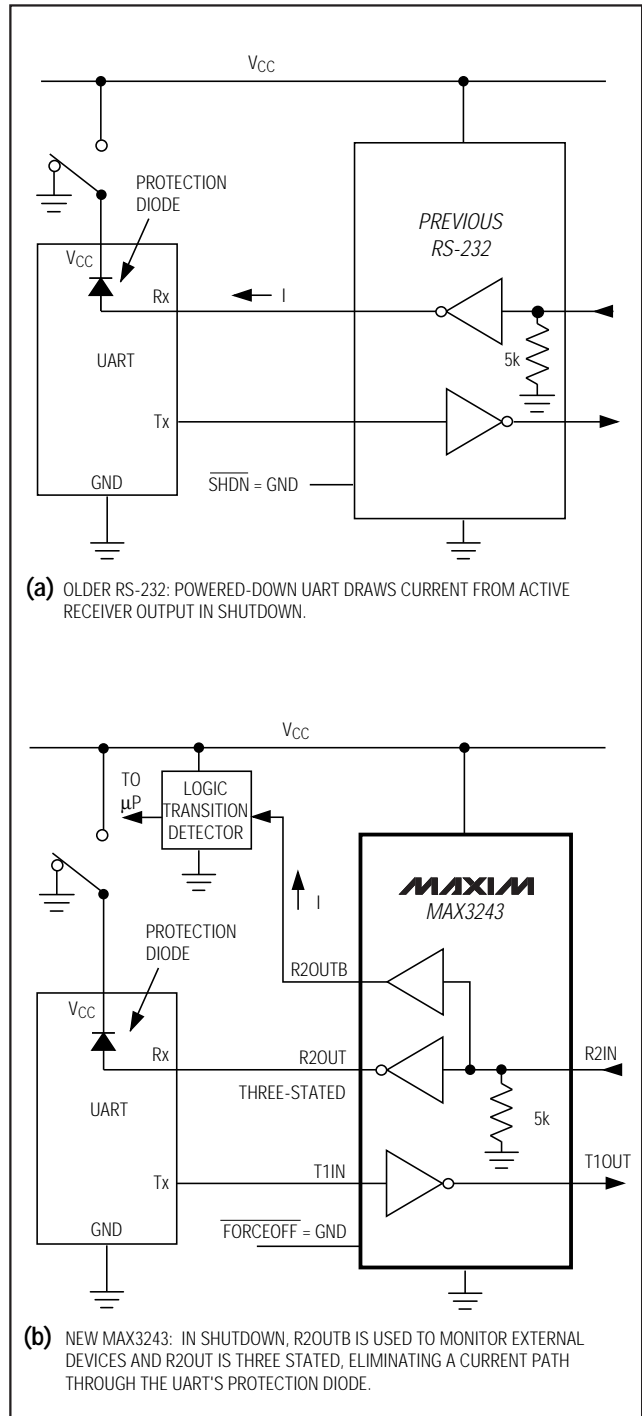 VCC
PROTECTION
DIODE
VCC
Rx
I
PREVIOUS
RS-232
5k
UART
Tx
GND
SHDN = GND
(a) OLDER RS-232: POWERED-DOWN UART DRAWS CURRENT FROM ACTIVE
RECEIVER OUTPUT IN SHUTDOWN.
VCC
TO
μP
LOGIC
TRANSITION
DETECTOR
I
MAXIM
MAX3243
PROTECTION
DIODE
R2OUTB
VCC
Rx
R2OUT
R2IN
THREE-STATED
5k
UART
T1IN
T1OUT
Tx
GND
FORCEOFF = GND
(b) NEW MAX3243: IN SHUTDOWN, R2OUTB IS USED TO MONITOR EXTERNAL
DEVICES AND R2OUT IS THREE STATED, ELIMINATING A CURRENT PATH
THROUGH THE UART'S PROTECTION DIODE.